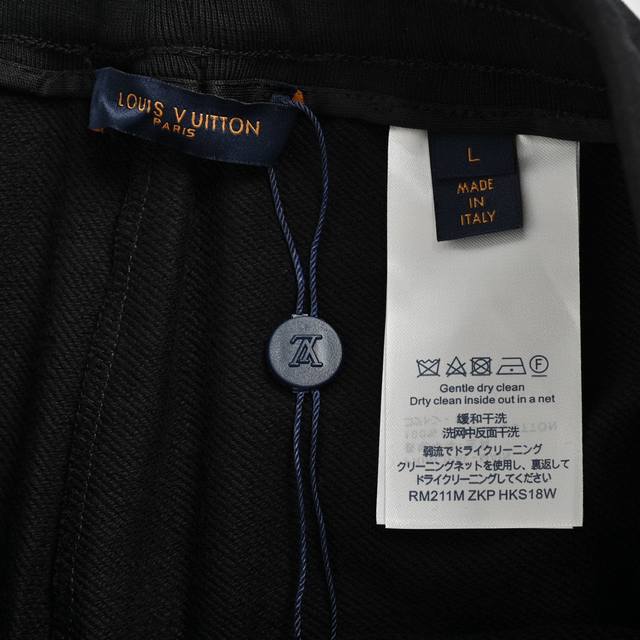 LOUIS VUITTON
PARIS
L
MADE
IN
ITALY
Gentle dry clean
Drty clean inside out in a net
缓和干洗
洗网中反面干洗
弱流でドライクリーニング
クリーニングネットを使用し、裏返して
ドライクリーニングしてください
RM211M ZKP HKS18W